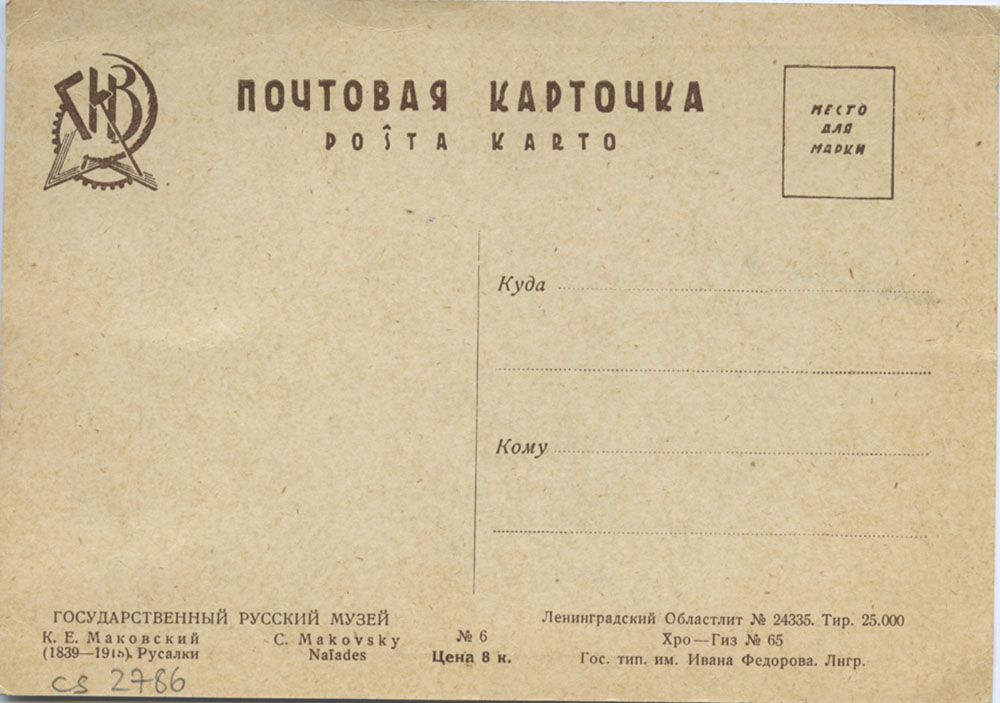 ГКВ
ПОЧТОВАЯ КАРТОЧКА
POŜTA KARTO
МЕСТО
ДЛЯ
МАРКИ
Куда
Кому
ГОСУДАРСТВЕННЫЙ РУССКИЙ МУЗЕЙ
К. Е. Маковский C. Makovsky
(1839—1915). Русалки Naïades
№ 6
Цена 8 к.
Ленинградский Областлит № 24335. Тир. 25.000
Хро—Гиз № 65
Гос. тип. им. Ивана Федорова. Лнгр.
cs 2786